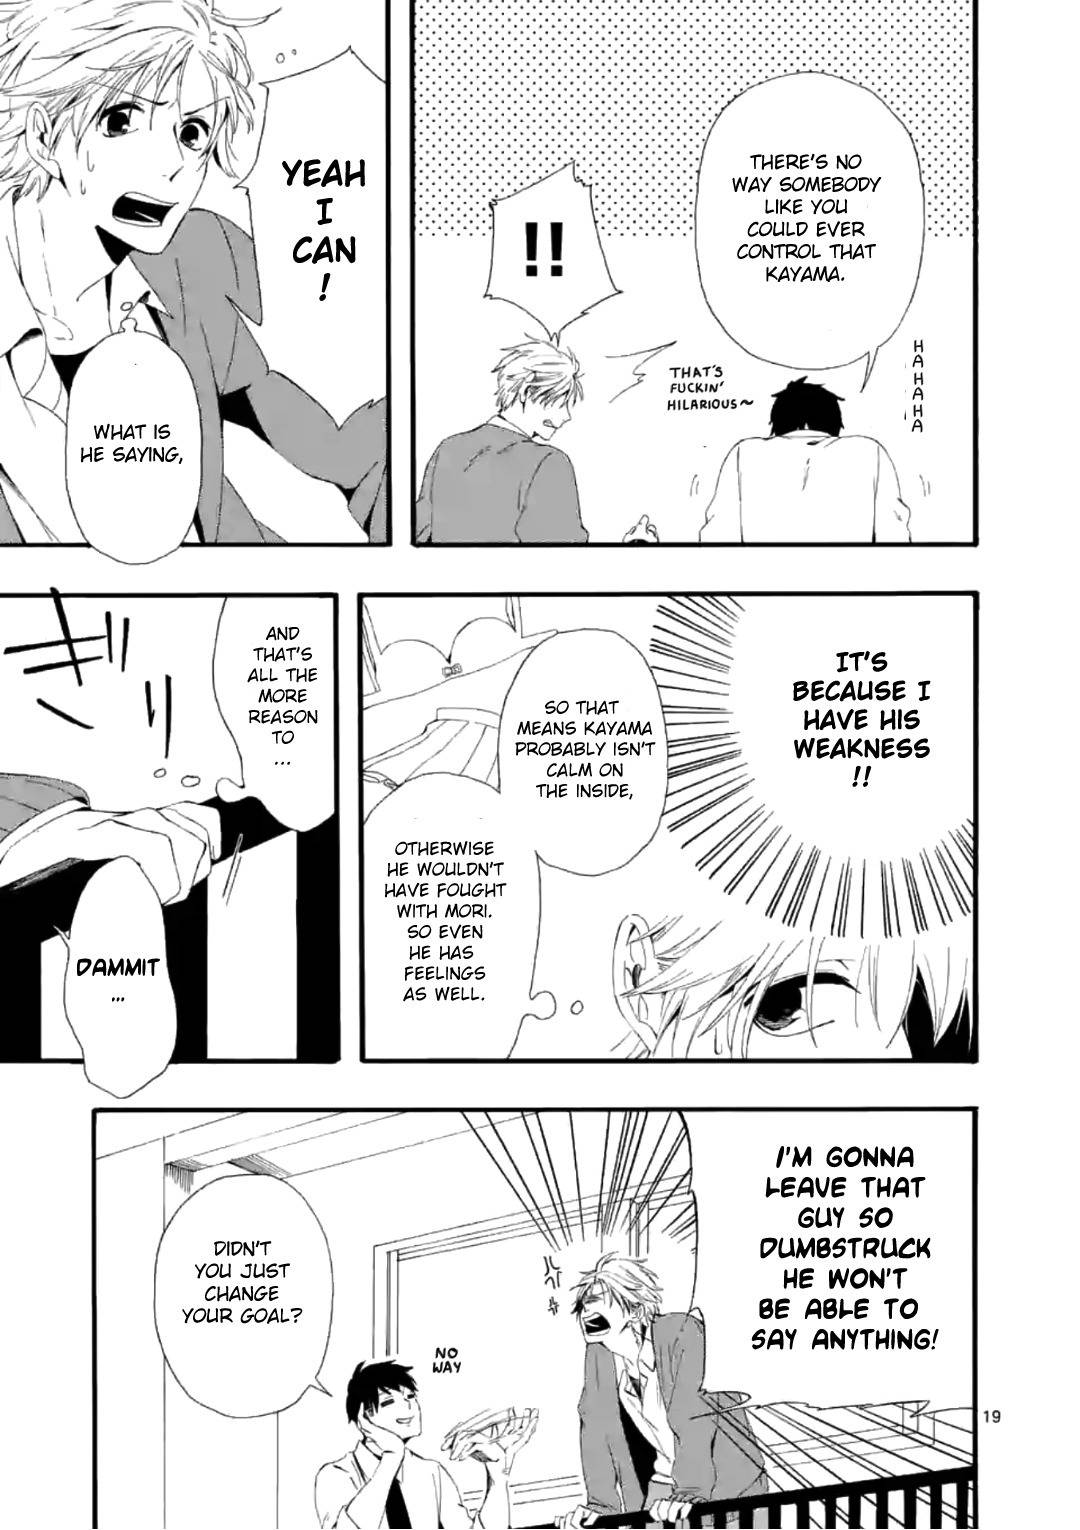 THERE'S NO
WAY SOMEBODY
LIKE YOU
COULD EVER
CONTROL THAT
KAYAMA.
HAHAHA
THAT'S
FUCKIN'
HILARIOUS~
!!
YEAH
I
CAN
!
WHAT IS
HE SAYING,
IT'S
BECAUSE I
HAVE HIS
WEAKNESS
!!
SO THAT
MEANS KAYAMA
PROBABLY ISN'T
CALM ON
THE INSIDE,
OTHERWISE
HE WOULDN'T
HAVE FOUGHT
WITH MORI.
SO EVEN
HE HAS
FEELINGS
AS WELL.
AND
THAT'S
ALL THE
MORE
REASON
TO
...
DAMMIT
...
I'M GONNA
LEAVE THAT
GUY SO
DUMBSTRUCK
HE WON'T
BE ABLE TO
SAY ANYTHING!
DIDN'T
YOU JUST
CHANGE
YOUR GOAL?
NO
WAY
19